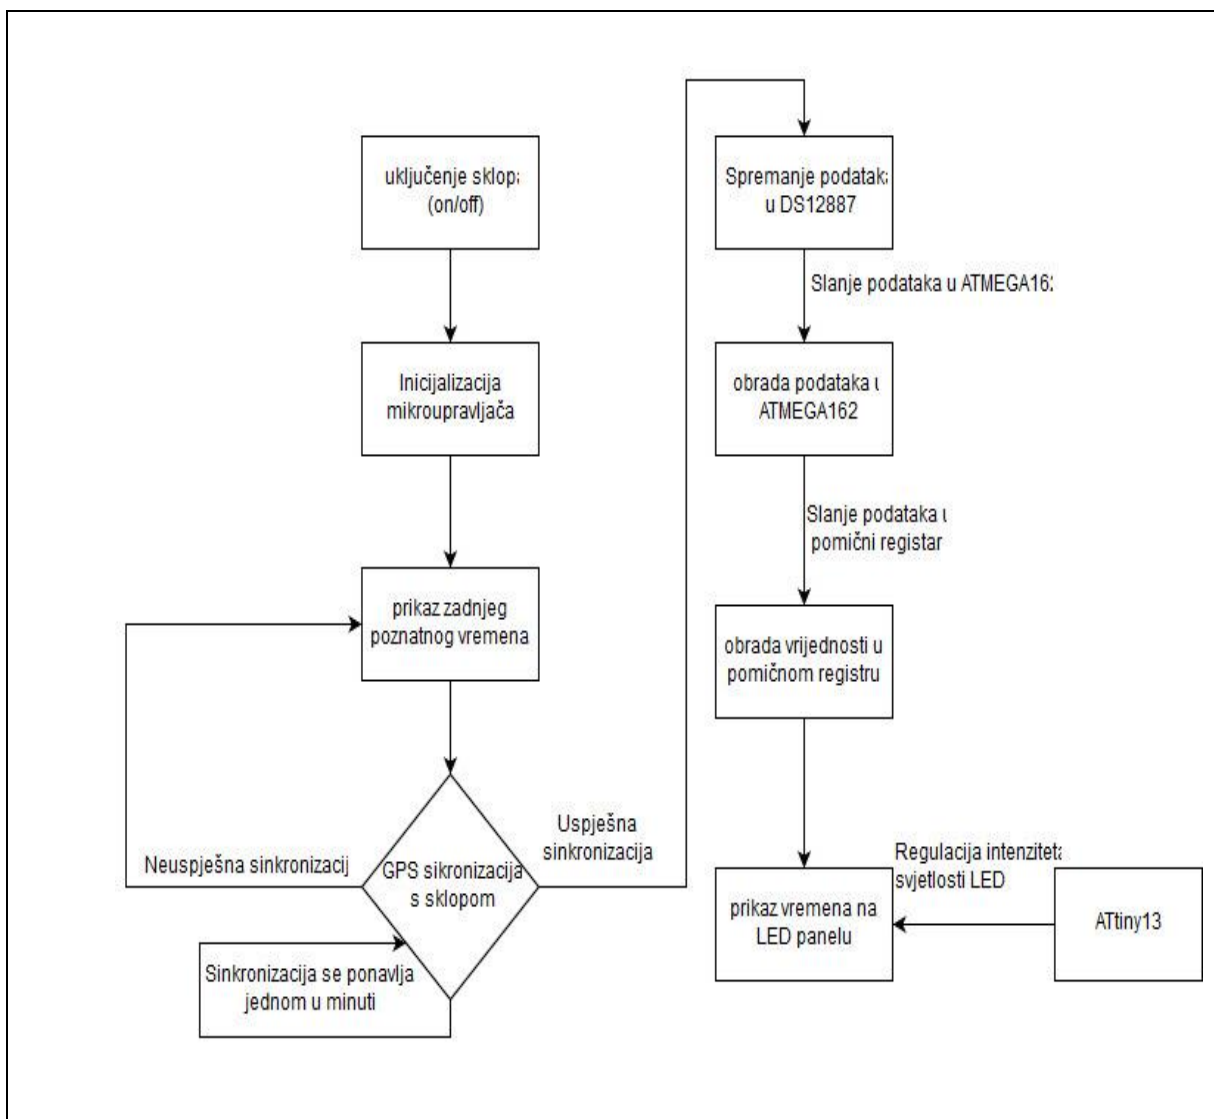 uključenje sklopa
(on/off)
Inicijalizacija
mikroupravljača
prikaz zadnjeg
poznatnog vremena
GPS sikronizacija
s sklopom
Neuspješna sinkronizacij
Uspješna
sinkronizacija
Sinkronizacija se ponavlja
jednom u minuti
Spremanje podataka
u DS12887
Slanje podataka u ATMEGA162
obrada podataka u
ATMEGA162
Slanje podataka u
pomični registar
obrada vrijednosti u
pomičnom registru
Regulacija intenziteta
svjetlosti LED
prikaz vremena na
LED panelu
ATtiny13